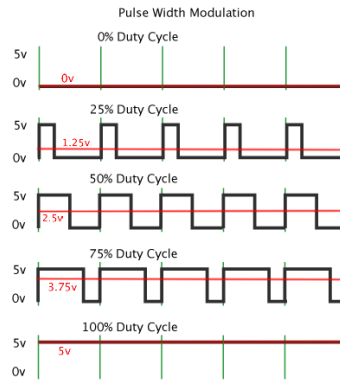 Pulse Width Modulation
0% Duty Cycle
5v
0v
0v
25% Duty Cycle
5v
1.25v
0v
50% Duty Cycle
5v
2.5v
0v
75% Duty Cycle
5v
3.75v
0v
100% Duty Cycle
5v
5v
0v